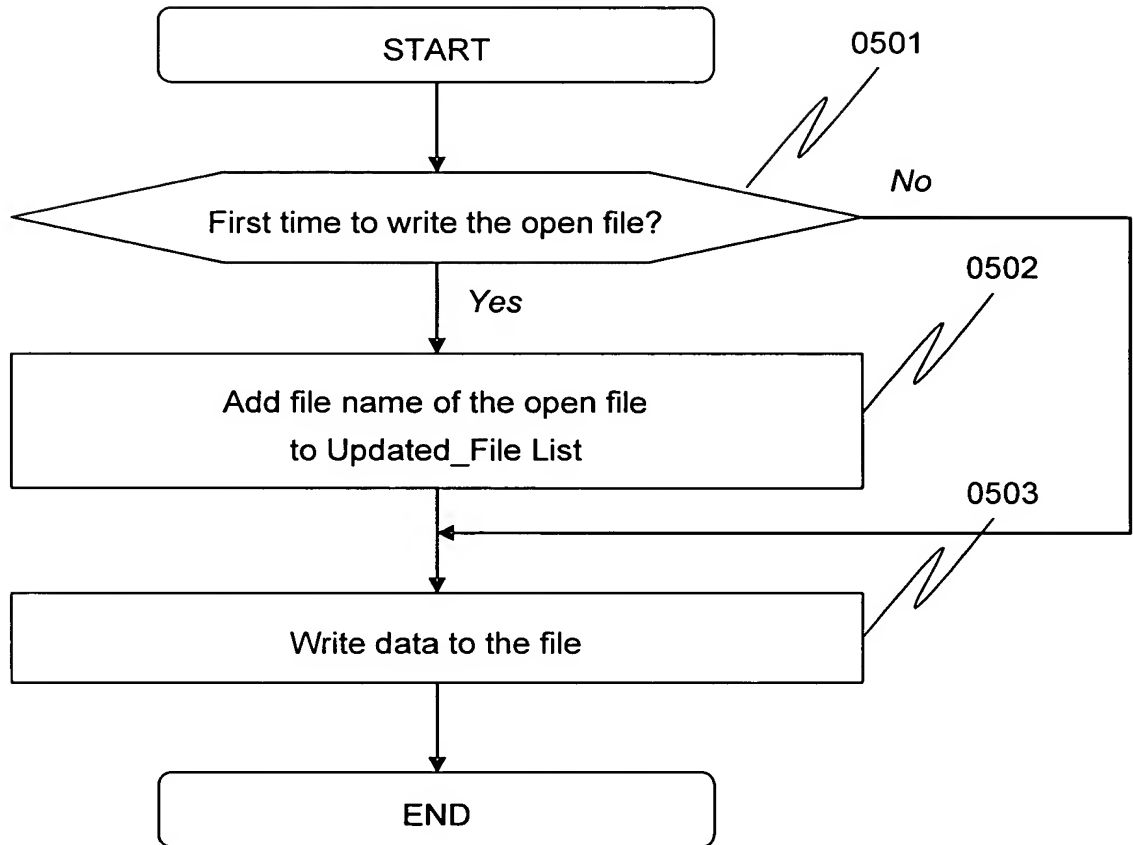 START
0501
No
First time to write the open file?
0502
Yes
Add file name of the open file
to Updated_File List
0503
Write data to the file
END